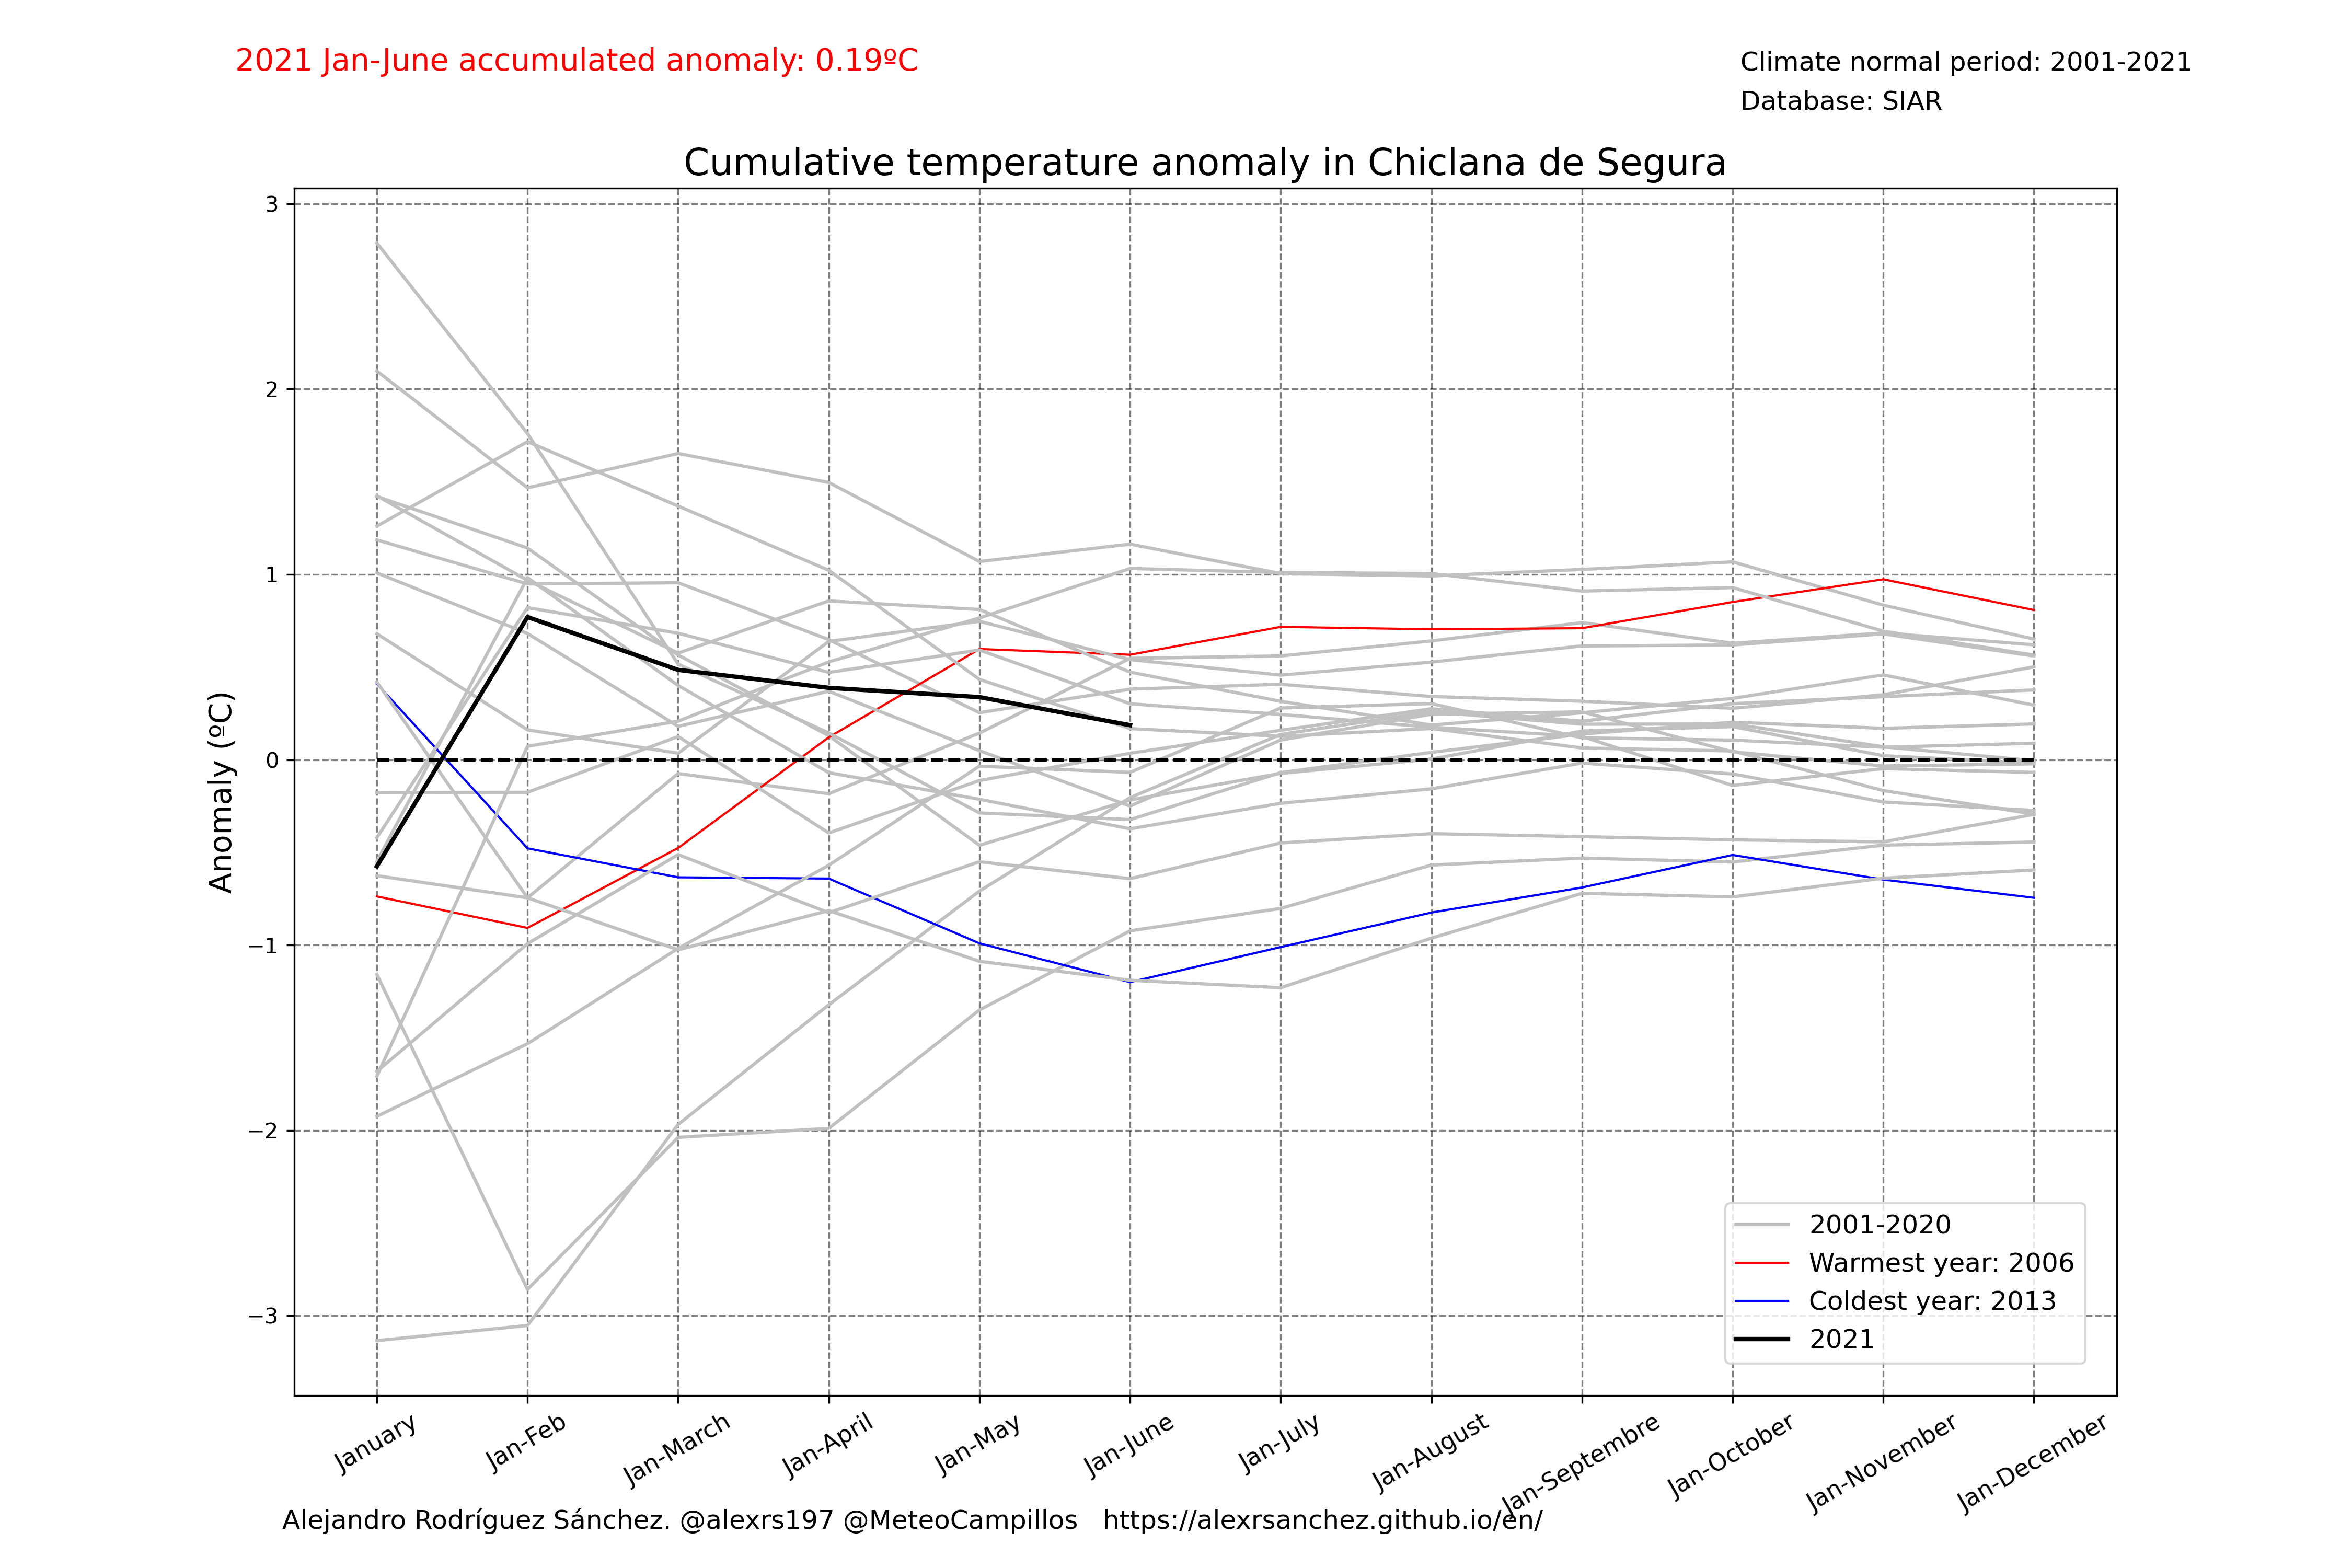 2021 Jan-June accumulated anomaly: 0.19ºC
Climate normal period: 2001-2021
Database: SIAR
Cumulative temperature anomaly in Chiclana de Segura
Anomaly (ºC)
3
2
1
0
−1
−2
−3
2001-2020
Warmest year: 2006
Coldest year: 2013
2021
January
Jan-Feb
Jan-March
Jan-April
Jan-May
Jan-June
Jan-July
Jan-August
Jan-Septembre
Jan-October
Jan-November
Jan-December
Alejandro Rodríguez Sánchez. @alexrs197 @MeteoCampillos   https://alexrsanchez.github.io/en/